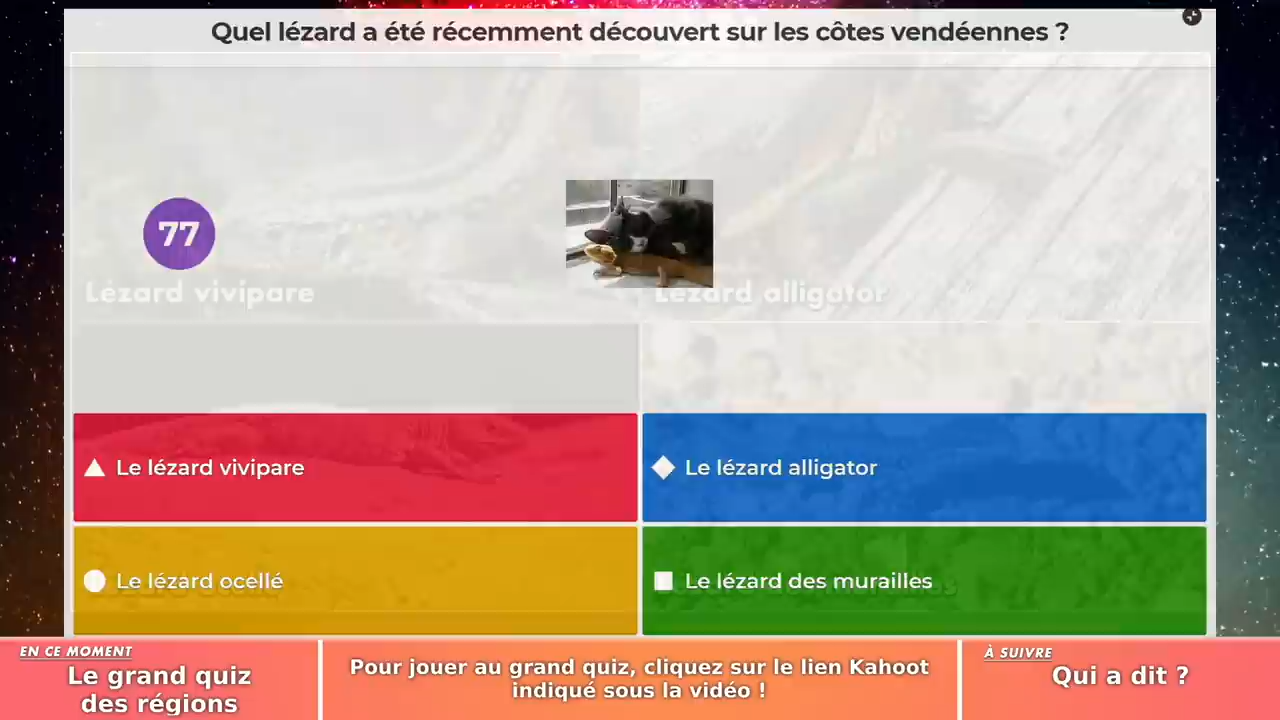 Quel lézard a été récemment découvert sur les côtes vendéennes ?
77
Lézard vivipare
Lézard alligator
Le lézard vivipare
Le lézard alligator
Le lézard ocellé
Le lézard des murailles
EN CE MOMENT
Le grand quiz
des régions
Pour jouer au grand quiz, cliquez sur le lien Kahoot
indiqué sous la vidéo !
À SUIVRE
Qui a dit ?